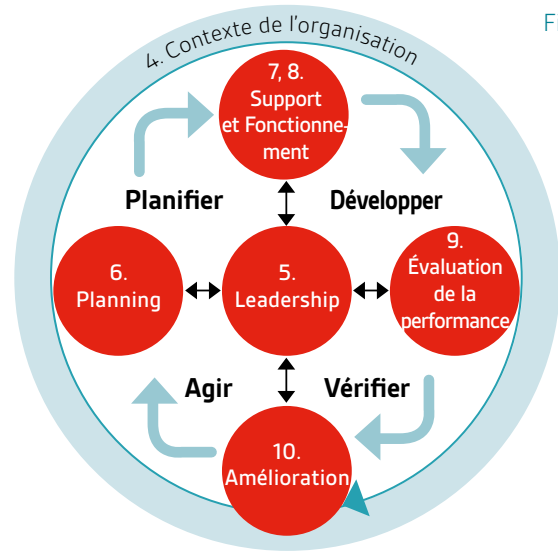 Fi
4. Contexte de l'organisation
7, 8.
Support
et Fonctionne-
ment
Planifier
Développer
6.
Planning
5.
Leadership
9.
Évaluation
de la
performance
Agir
Vérifier
10.
Amélioration